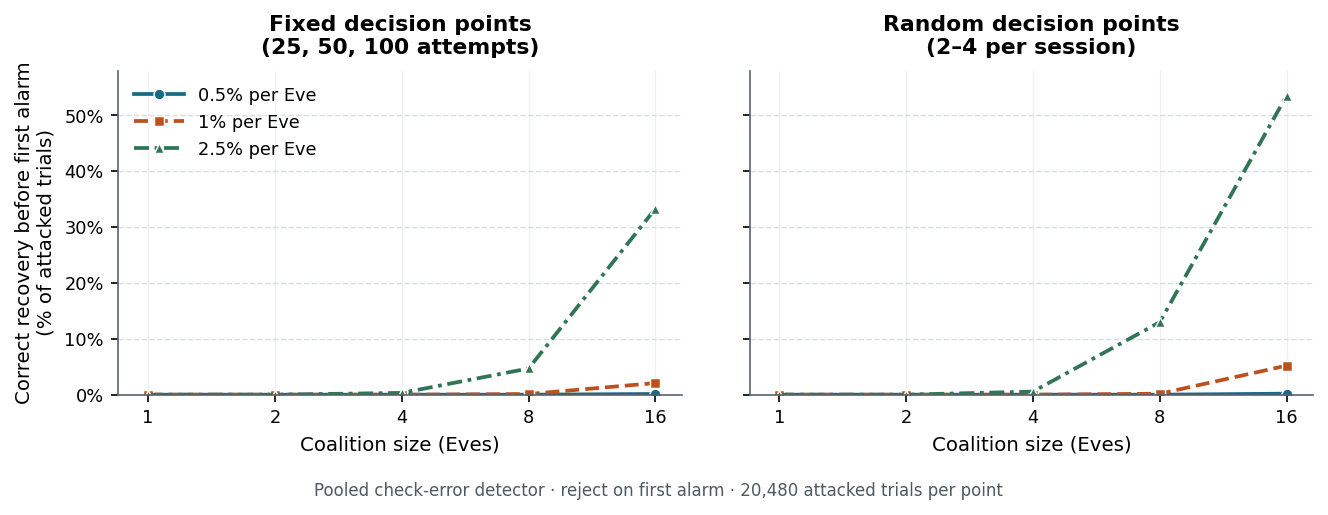 Fixed decision points
(25, 50, 100 attempts)
Random decision points
(2–4 per session)
Correct recovery before first alarm
(% of attacked trials)
0.5% per Eve
1% per Eve
2.5% per Eve
50%
40%
30%
20%
10%
0%
1 2 4 8 16
Coalition size (Eves)
1 2 4 8 16
Coalition size (Eves)
Pooled check-error detector · reject on first alarm · 20,480 attacked trials per point